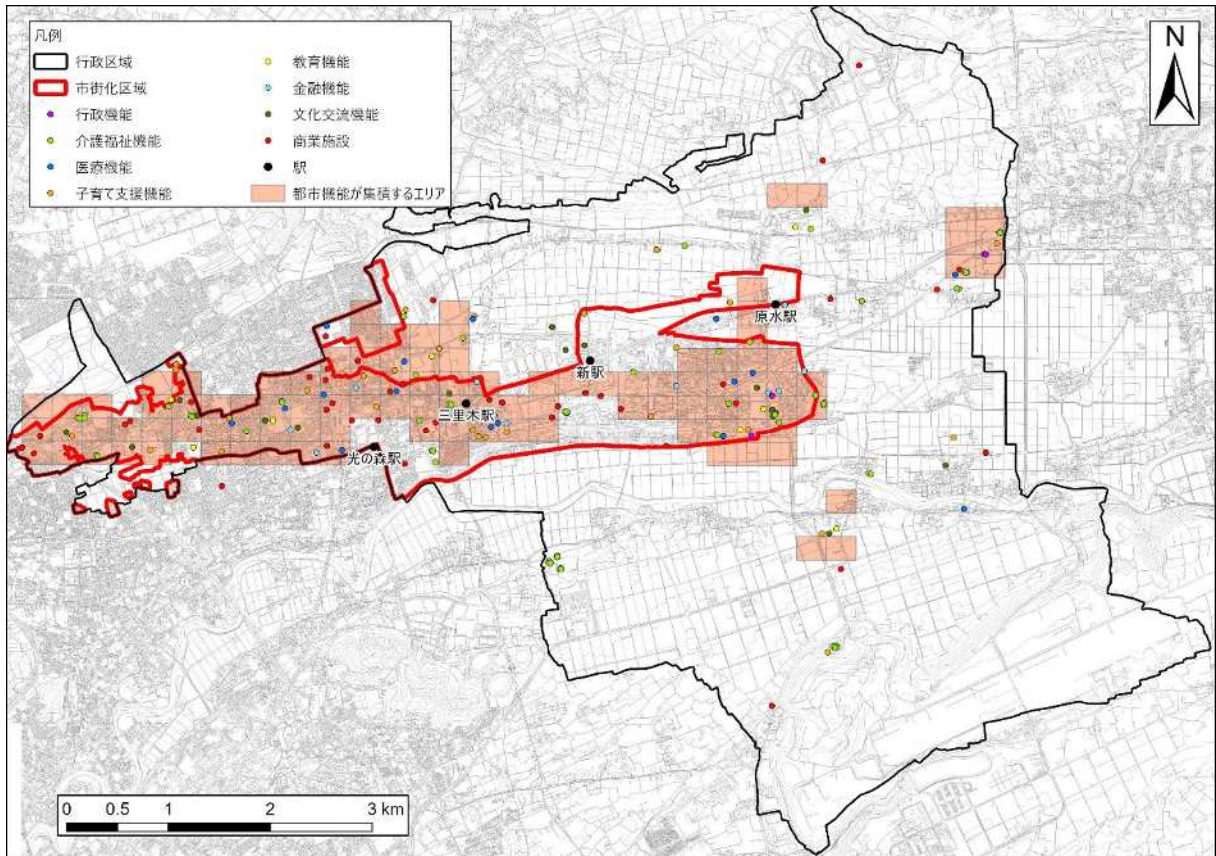 凡例
行政区域
市街化区域
行政機能
介護福祉機能
医療機能
子育て支援機能
教育機能
金融機能
文化交流機能
商業施設
駅
都市機能が集積するエリア
N
原水駅
新駅
三里木駅
光の森駅
0 0.5 1 2 3 km